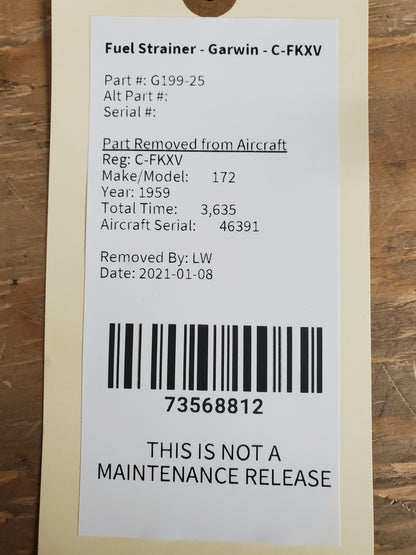 Fuel Strainer - Garwin - C-FKXV
Part #: G199-25
Alt Part #:
Serial #:
Part Removed from Aircraft
Reg: C-FKXV
Make/Model: 172
Year: 1959
Total Time: 3,635
Aircraft Serial: 46391
Removed By: LW
Date: 2021-01-08
73568812
THIS IS NOT A
MAINTENANCE RELEASE